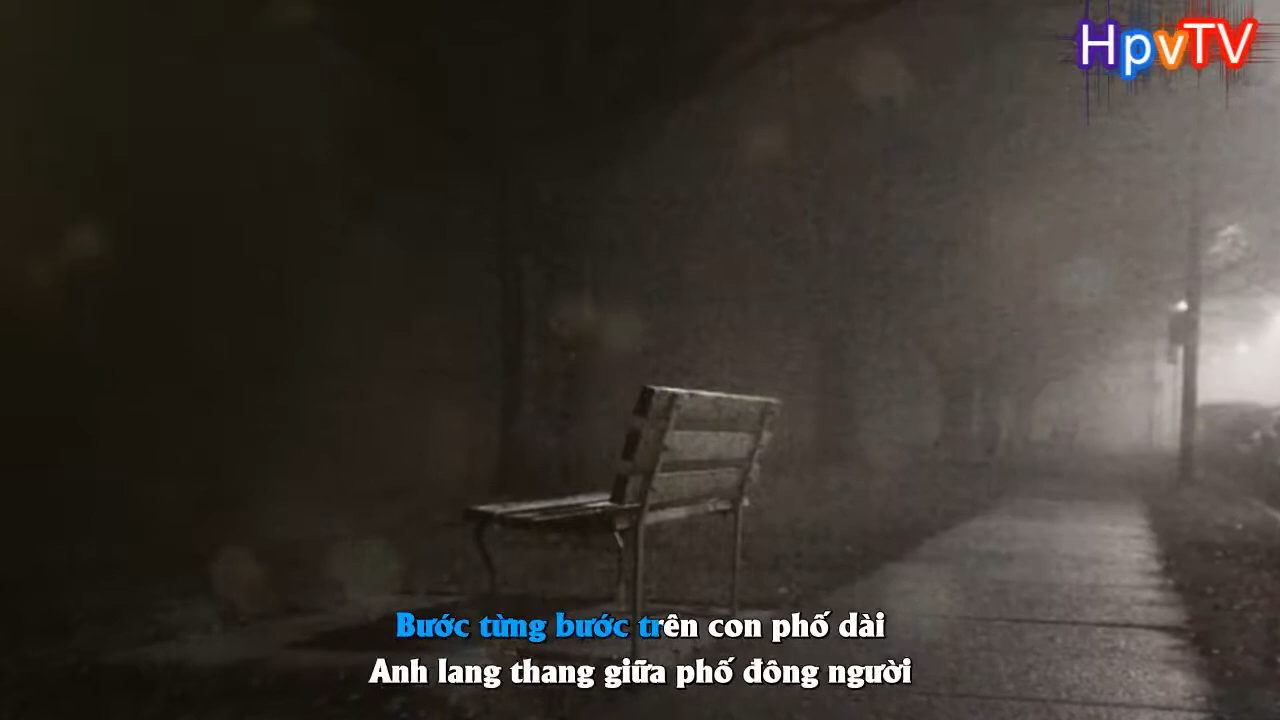 HpvTV
Bước từng bước trên con phố dài
Anh lang thang giữa phố đông người